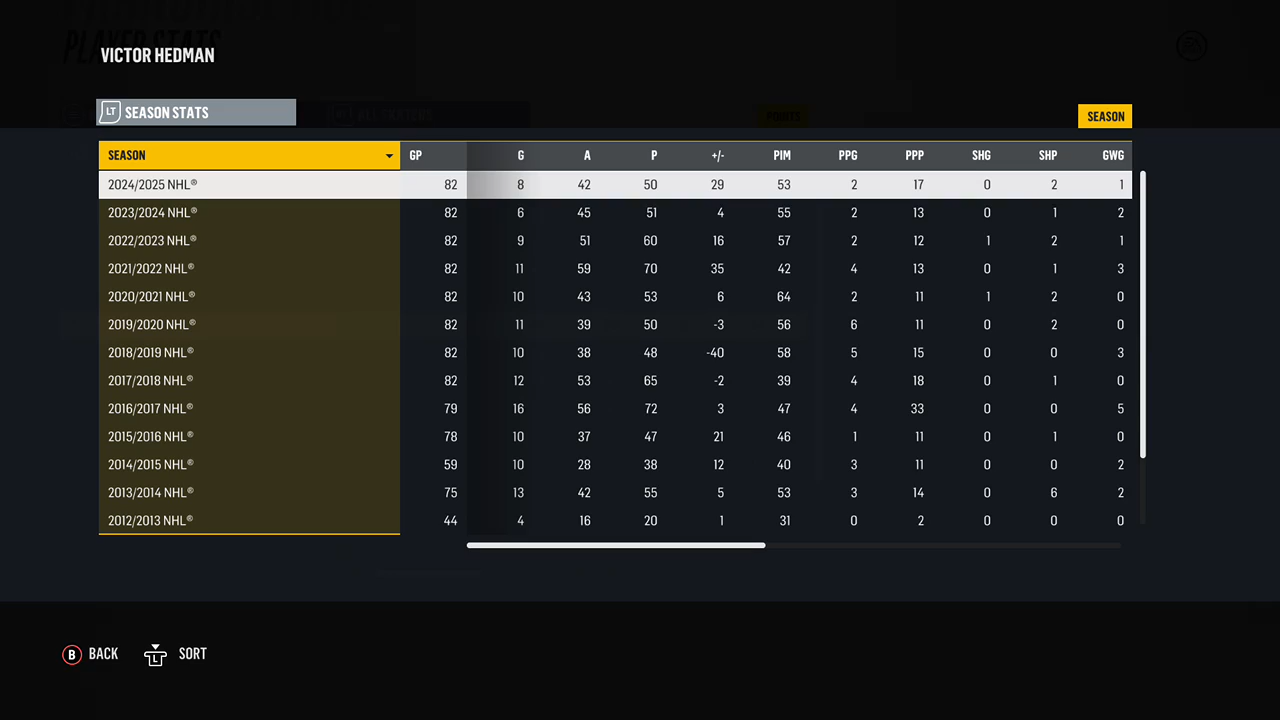 PLAYER STATS
VICTOR HEDMAN
LT SEASON STATS
POINTS
SEASON
SEASON GP G A P +/- PIM PPG PPP SHG SHP GWG
2024/2025 NHL® 82 8 42 50 29 53 2 17 0 2 1
2023/2024 NHL® 82 6 45 51 4 55 2 13 0 1 2
2022/2023 NHL® 82 9 51 60 16 57 2 12 1 2 1
2021/2022 NHL® 82 11 59 70 35 42 4 13 0 1 3
2020/2021 NHL® 82 10 43 53 6 64 2 11 1 2 0
2019/2020 NHL® 82 11 39 50 -3 56 6 11 0 2 0
2018/2019 NHL® 82 10 38 48 -40 58 5 15 0 0 3
2017/2018 NHL® 82 12 53 65 -2 39 4 18 0 1 0
2016/2017 NHL® 79 16 56 72 3 47 4 33 0 0 5
2015/2016 NHL® 78 10 37 47 21 46 1 11 0 1 0
2014/2015 NHL® 59 10 28 38 12 40 3 11 0 0 2
2013/2014 NHL® 75 13 42 55 5 53 3 14 0 6 2
2012/2013 NHL® 44 4 16 20 1 31 0 2 0 0 0
B BACK L SORT